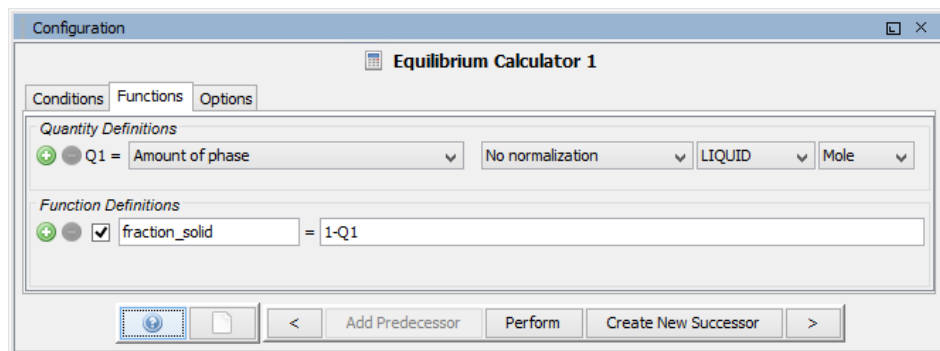 Configuration
Equilibrium Calculator 1
Conditions Functions Options
Quantity Definitions
Q1 = Amount of phase No normalization LIQUID Mole
Function Definitions
fraction_solid = 1-Q1
< Add Predecessor Perform Create New Successor >